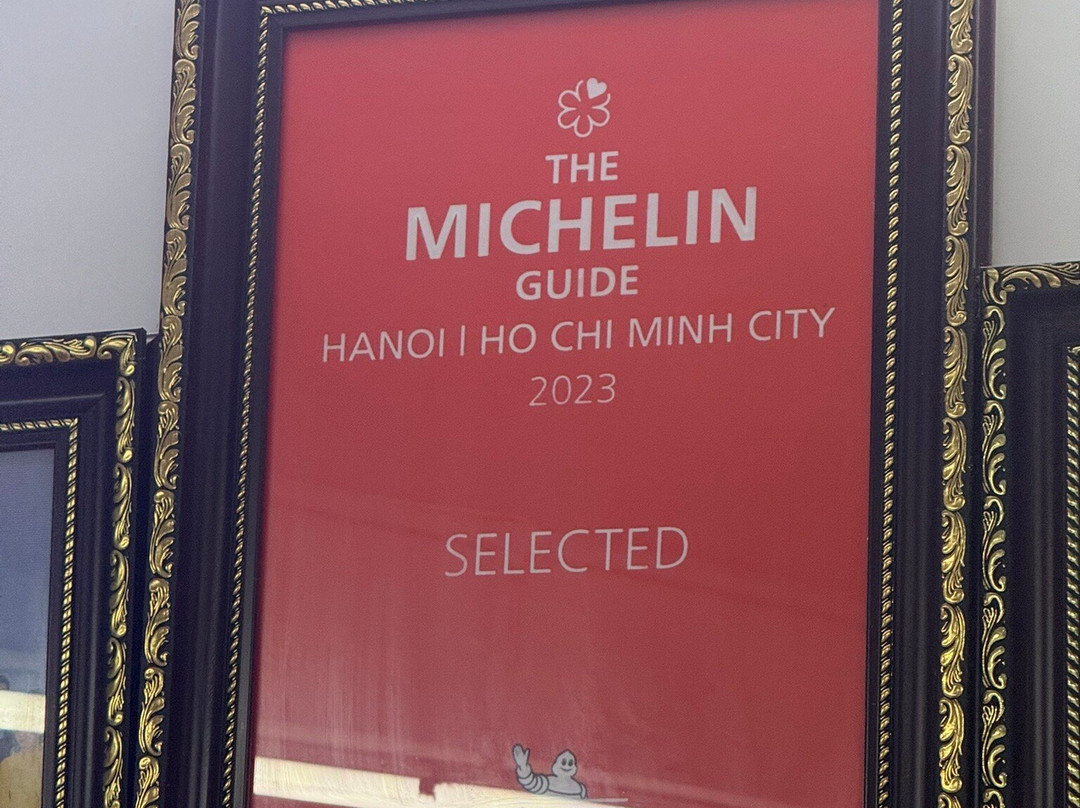 THE
MICHELIN
GUIDE
HANOI | HO CHI MINH CITY
2023
SELECTED